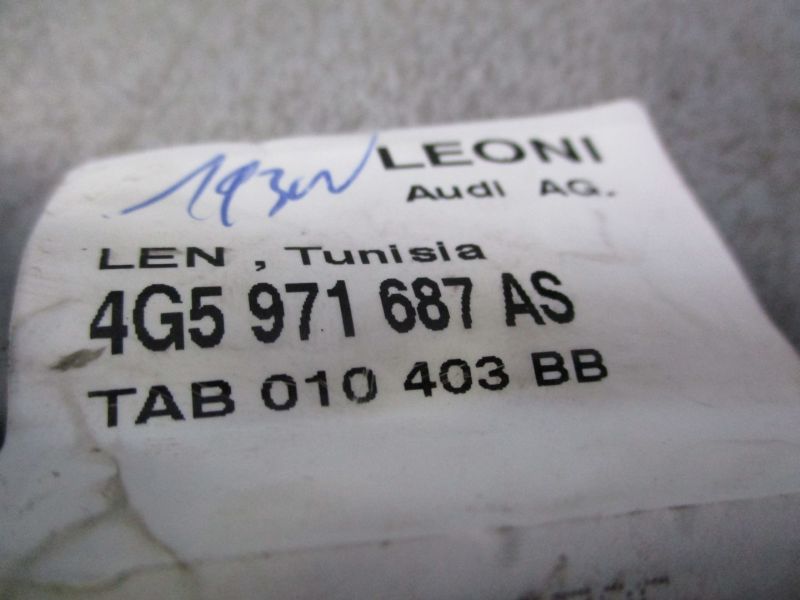 LEONI
Audi AG.
LEN , Tunisia
4G5 971 687 AS
TAB 010 403 BB